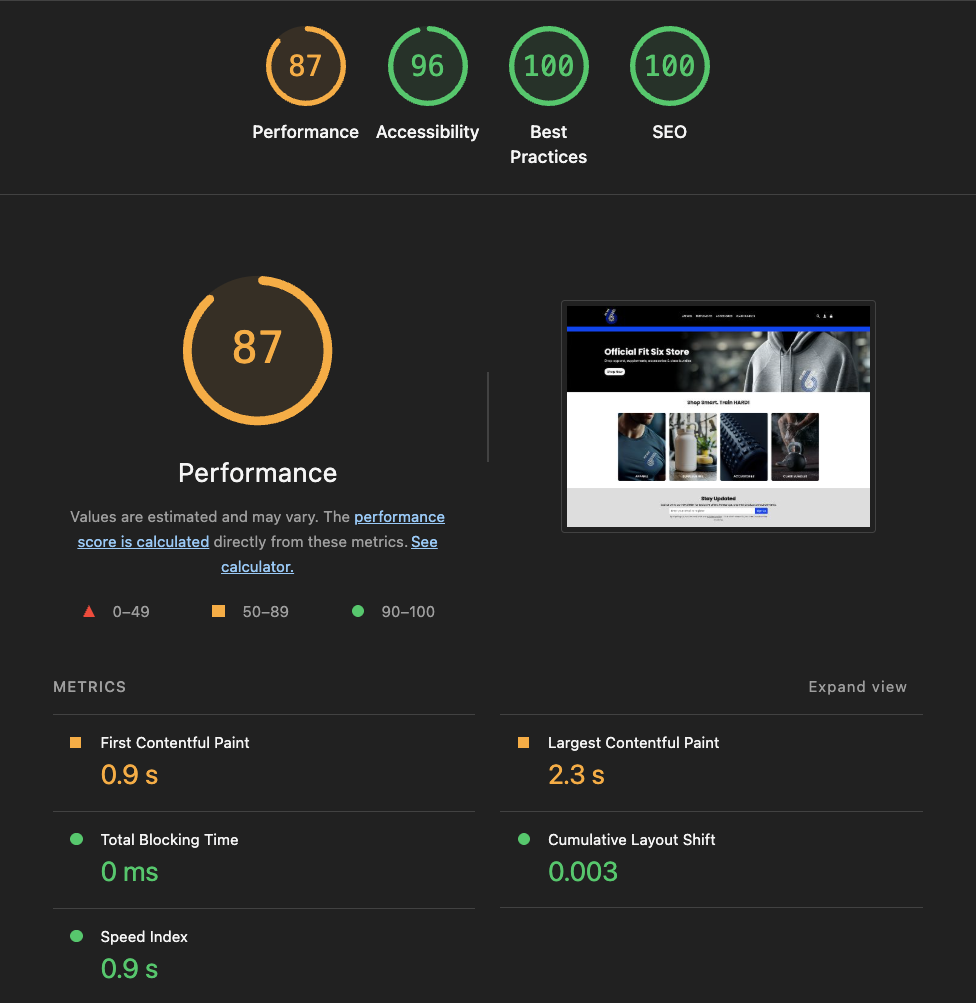 87
96
100
100
Performance
Accessibility
Best
Practices
SEO
87
Performance
Values are estimated and may vary. The performance
score is calculated directly from these metrics. See
calculator.
0–49
50–89
90–100
Official Fit Six Store
Shop Now
Shop Smart. Train HARD!
APPAREL
ACCESSORIES
Stay Updated
METRICS
Expand view
First Contentful Paint
0.9 s
Largest Contentful Paint
2.3 s
Total Blocking Time
0 ms
Cumulative Layout Shift
0.003
Speed Index
0.9 s